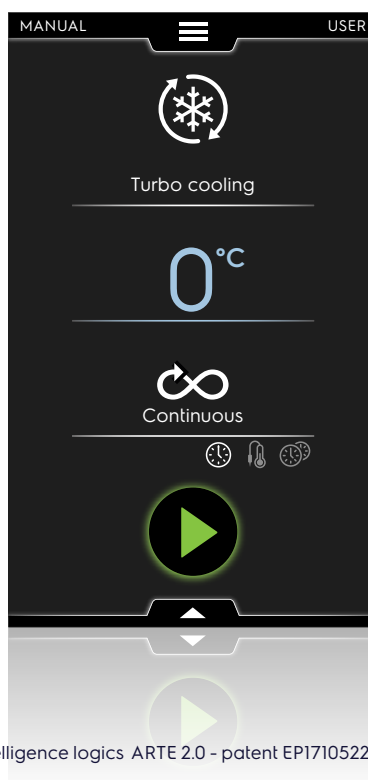 MANUAL USER
Turbo cooling
0°C
Continuous
lligence logics ARTE 2.0 - patent EP1710522